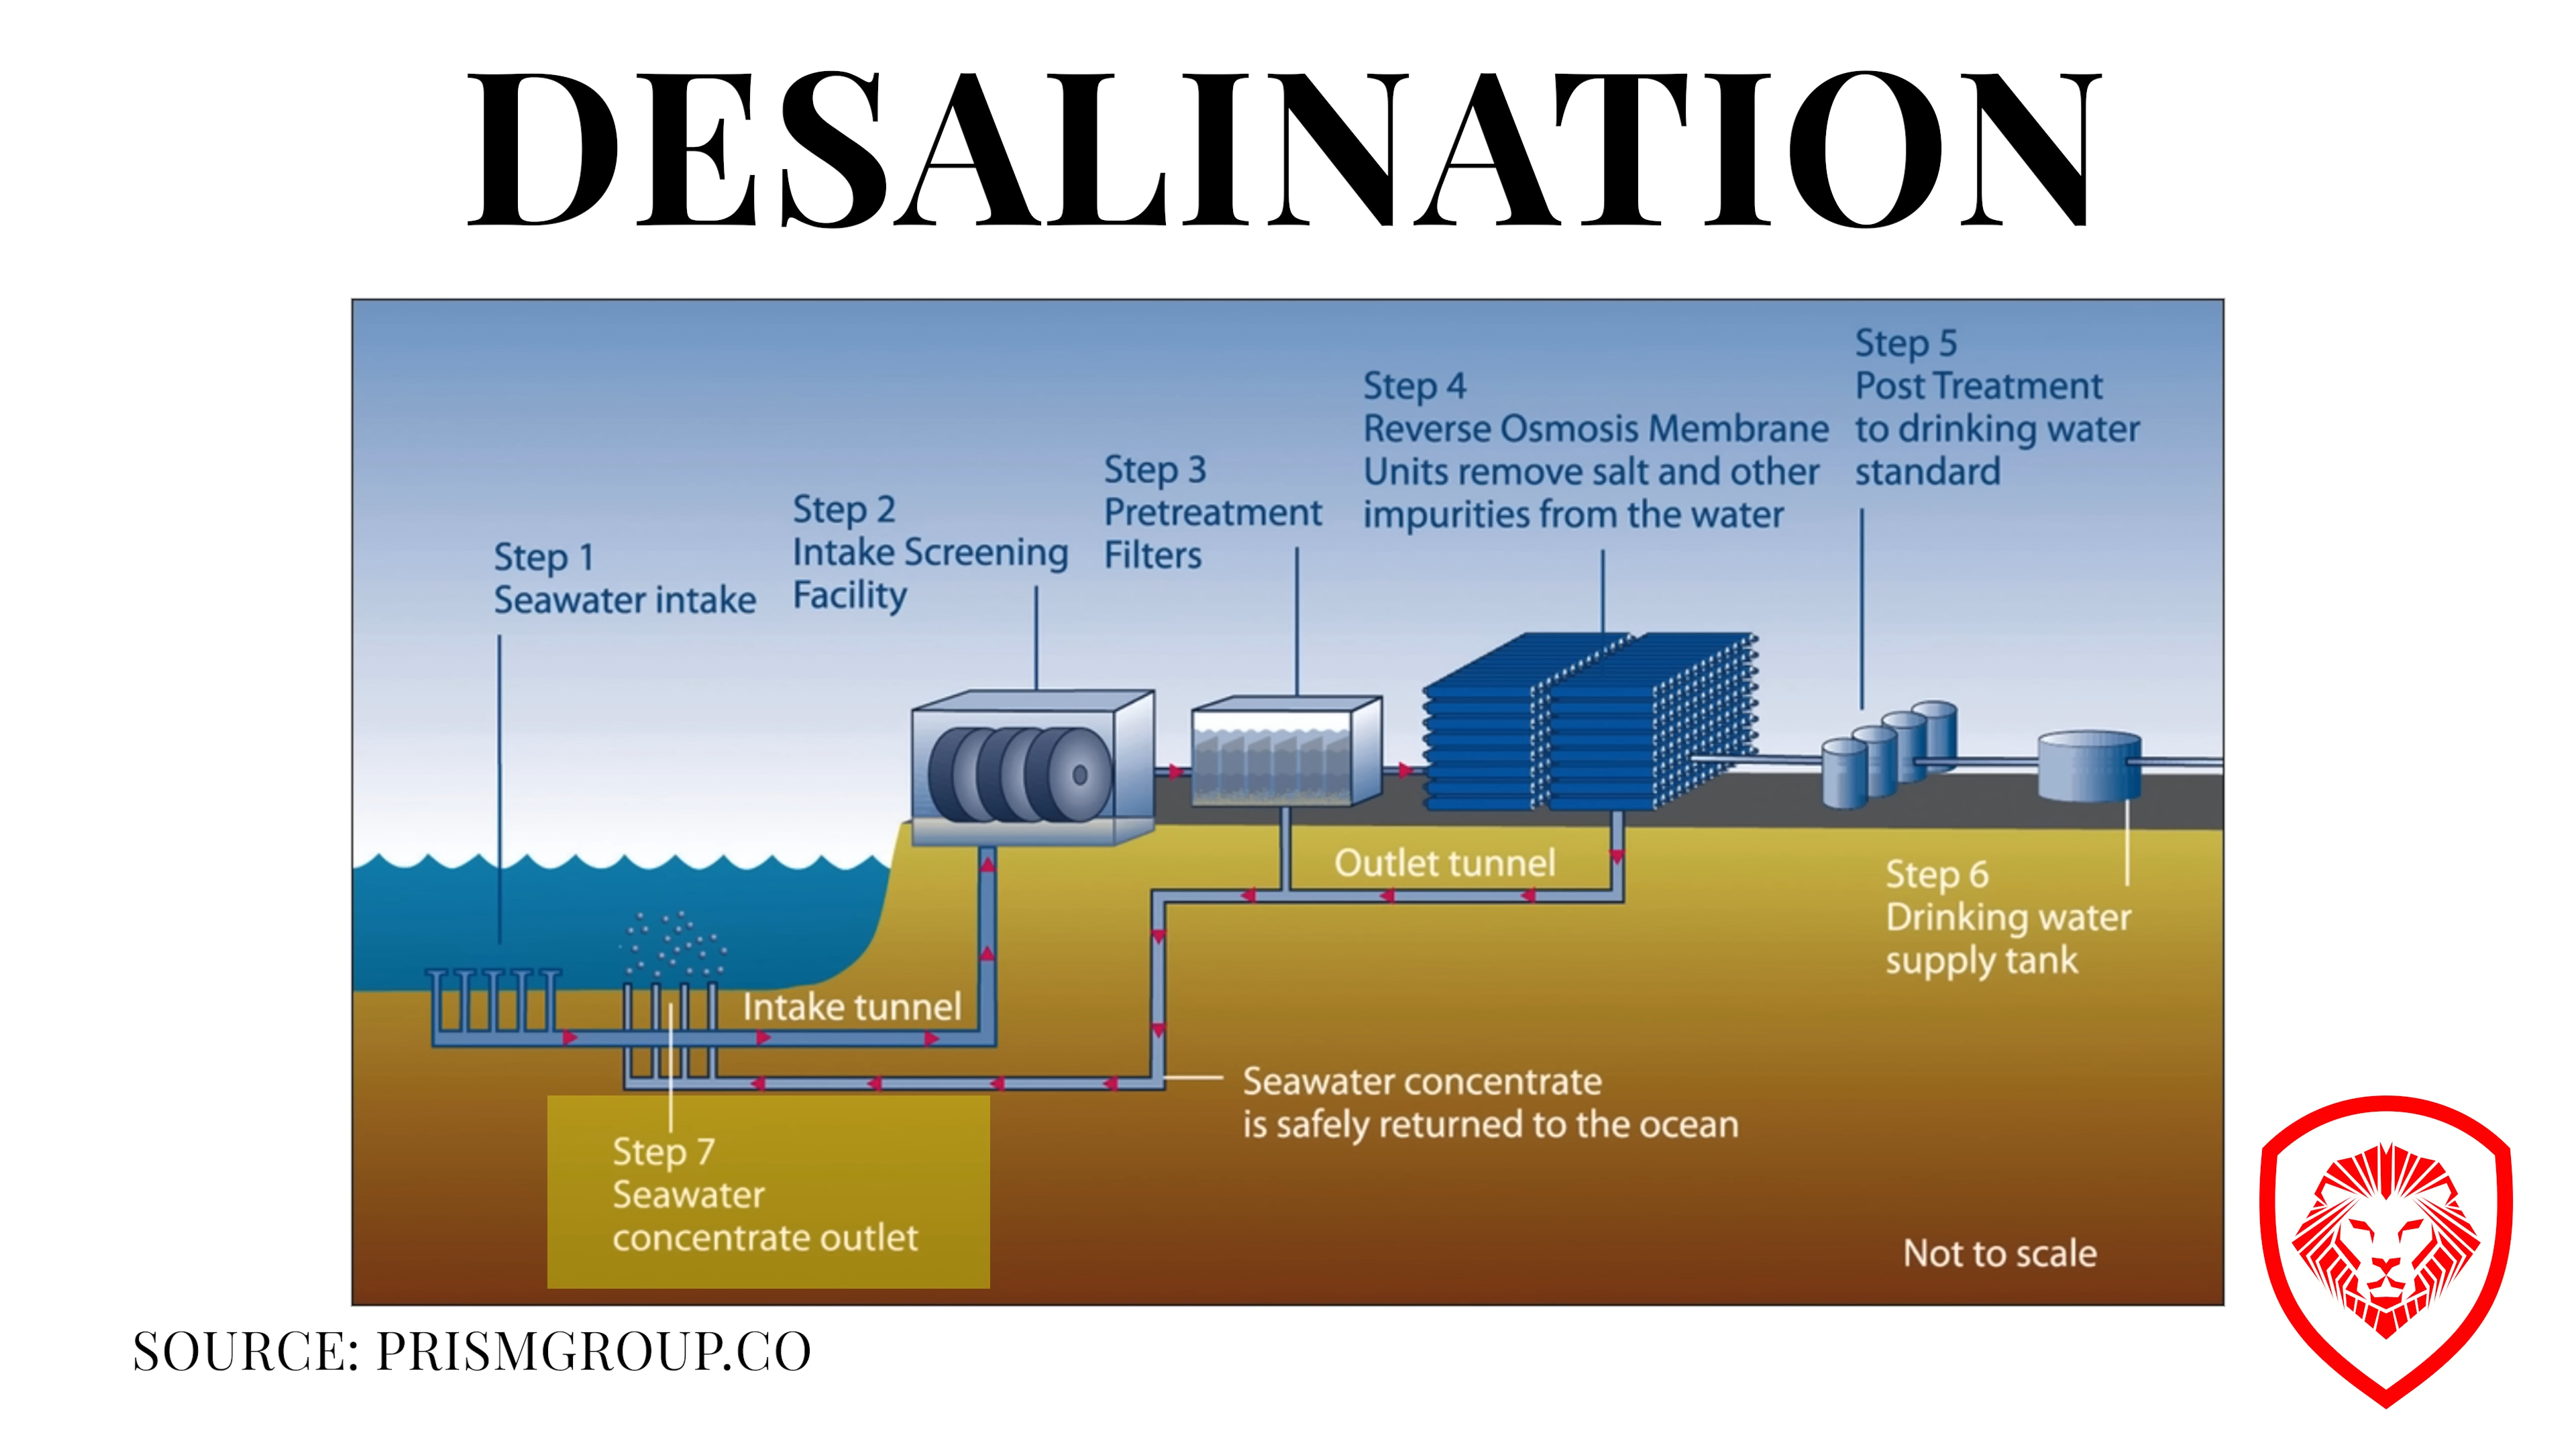 DESALINATION
Step 1
Seawater intake
Step 2
Intake Screening
Facility
Step 3
Pretreatment
Filters
Step 4
Reverse Osmosis Membrane
Units remove salt and other
impurities from the water
Step 5
Post Treatment
to drinking water
standard
Outlet tunnel
Step 6
Drinking water
supply tank
Intake tunnel
Seawater concentrate
is safely returned to the ocean
Step 7
Seawater
concentrate outlet
Not to scale
SOURCE: PRISMGROUP.CO